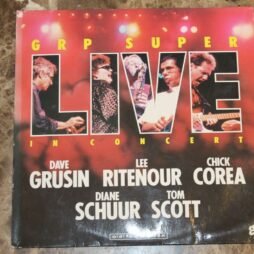 GRP SUPER
LIVE
IN CONCERT
DAVE GRUSIN
LEE RITENOUR
CHICK COREA
DIANE SCHUUR
TOM SCOTT